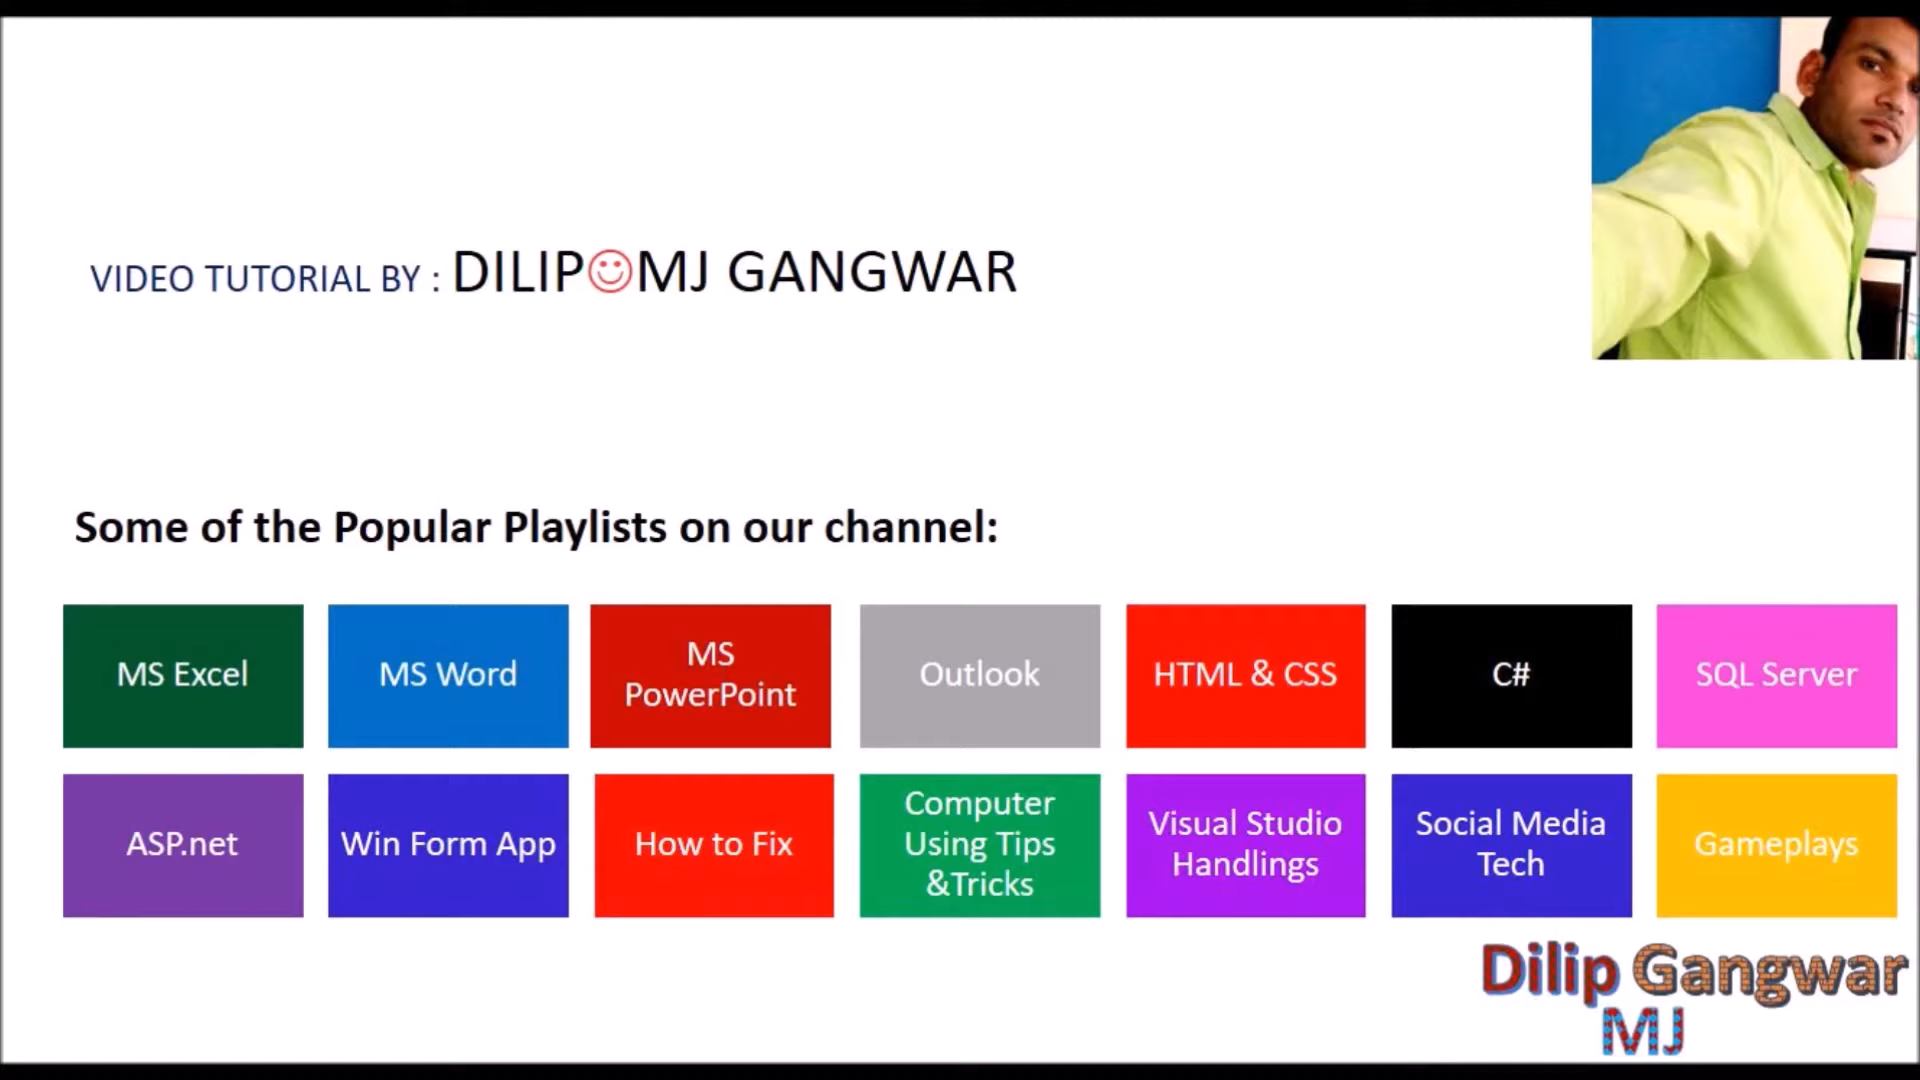 VIDEO TUTORIAL BY : DILIP☺MJ GANGWAR
Some of the Popular Playlists on our channel:
MS Excel
MS Word
MS
PowerPoint
Outlook
HTML & CSS
C#
SQL Server
ASP.net
Win Form App
How to Fix
Computer
Using Tips
&Tricks
Visual Studio
Handlings
Social Media
Tech
Gameplays
Dilip Gangwar
MJ